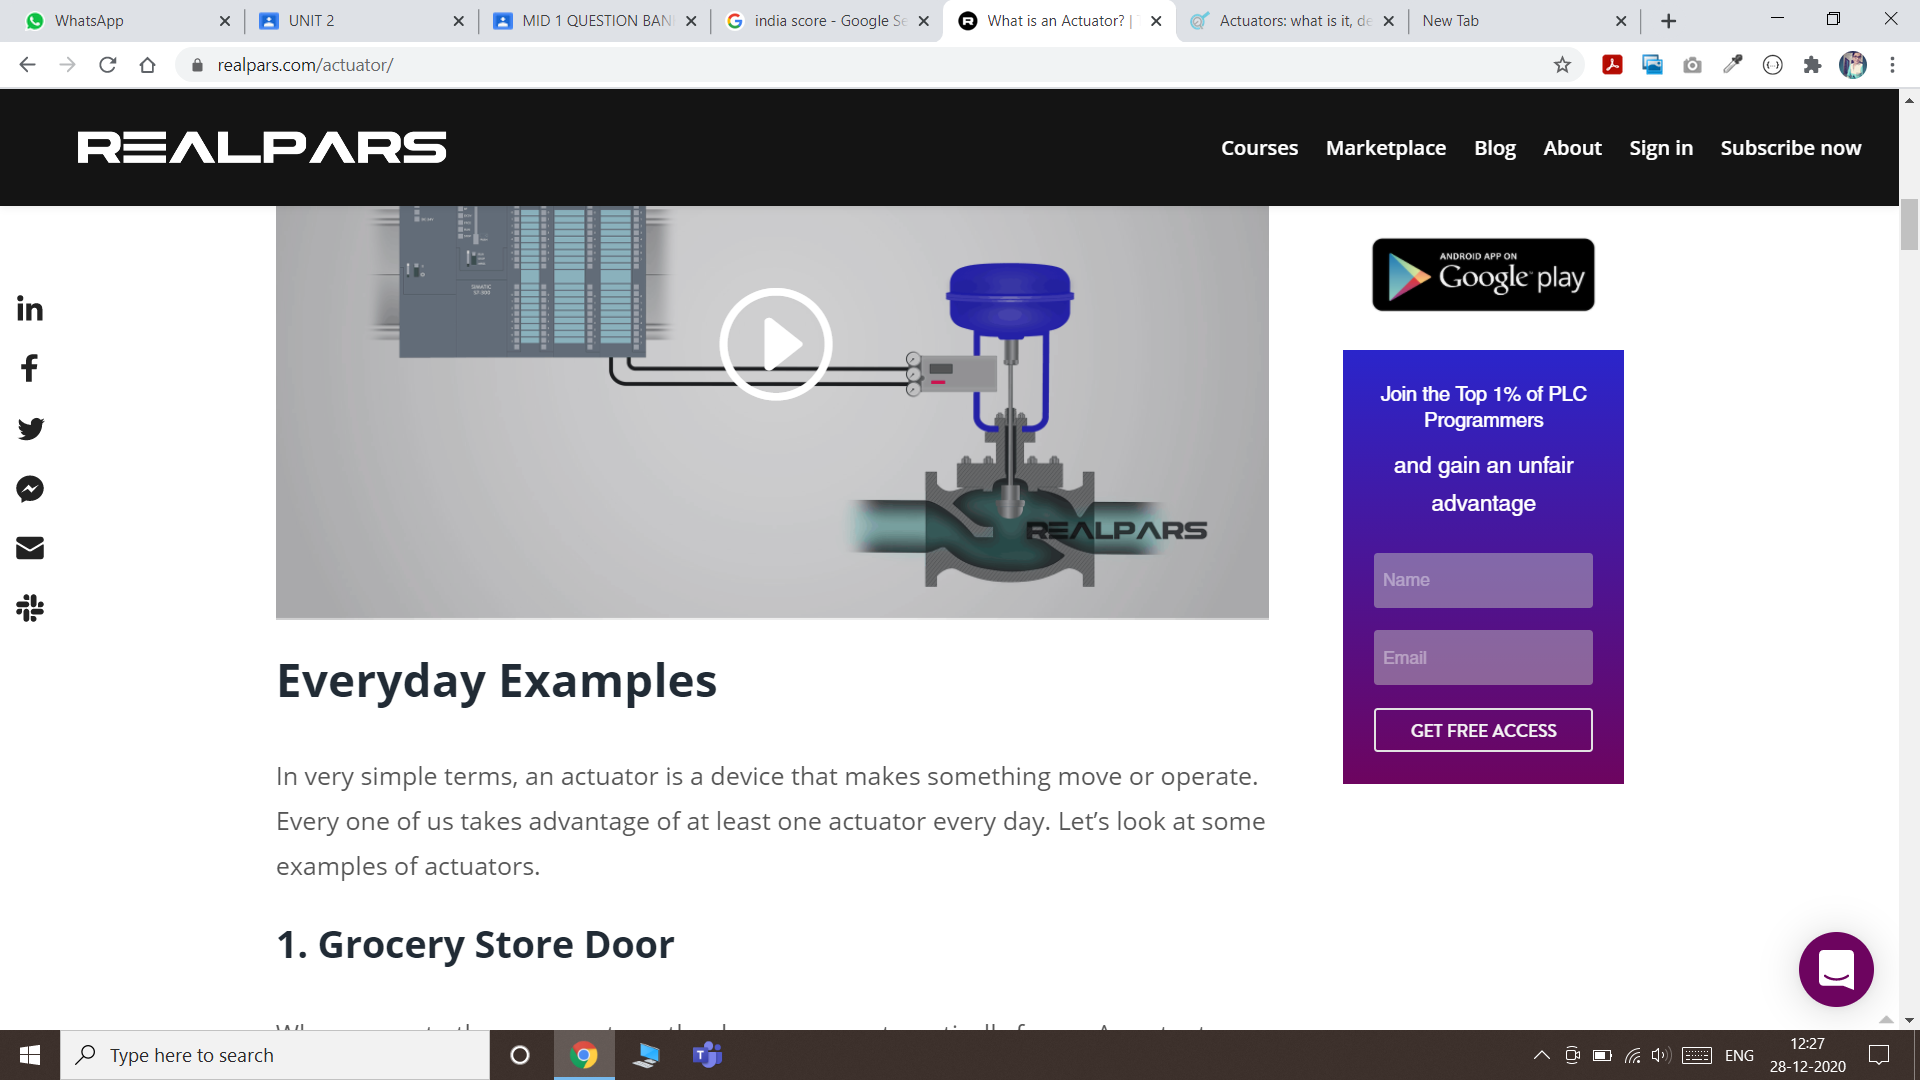 WhatsApp
UNIT 2
MID 1 QUESTION BAN
india score - Google Se
What is an Actuator? |
Actuators: what is it, de
New Tab
realpars.com/actuator/
REALPARS
Courses
Marketplace
Blog
About
Sign in
Subscribe now
SIMATIC
S7-300
REALPARS
ANDROID APP ON
Google play
Join the Top 1% of PLC
Programmers
and gain an unfair
advantage
Name
Email
GET FREE ACCESS
Everyday Examples
In very simple terms, an actuator is a device that makes something move or operate.
Every one of us takes advantage of at least one actuator every day. Let’s look at some
examples of actuators.
1. Grocery Store Door
Type here to search
ENG
12:27
28-12-2020